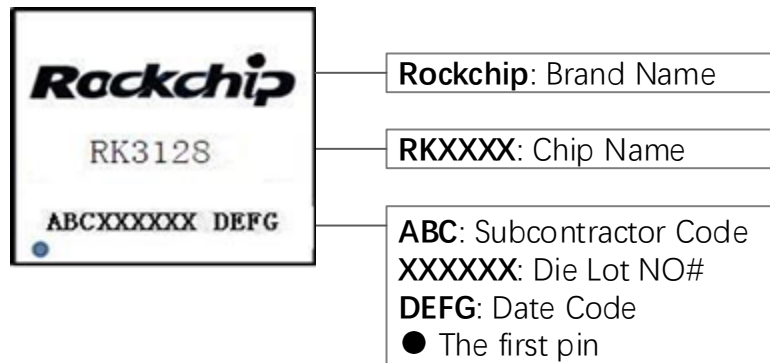 Rockchip
RK3128
ABCXXXXXX DEFG
Rockchip: Brand Name
RKXXXX: Chip Name
ABC: Subcontractor Code
XXXXXX: Die Lot NO#
DEFG: Date Code
● The first pin